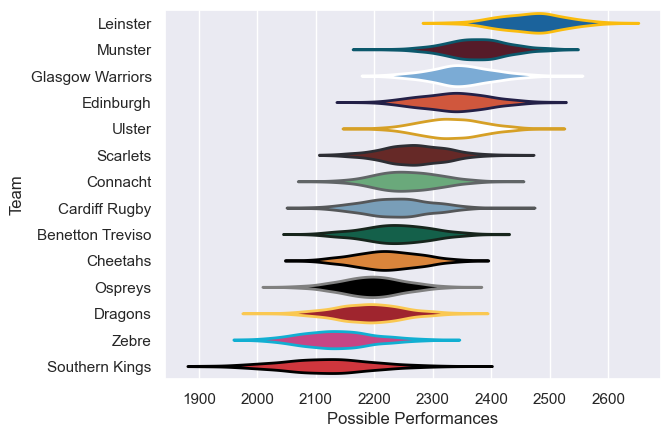 Leinster
Munster
Glasgow Warriors
Edinburgh
Ulster
Scarlets
Connacht
Cardiff Rugby
Benetton Treviso
Cheetahs
Ospreys
Dragons
Zebre
Southern Kings
Team
1900 2000 2100 2200 2300 2400 2500 2600
Possible Performances